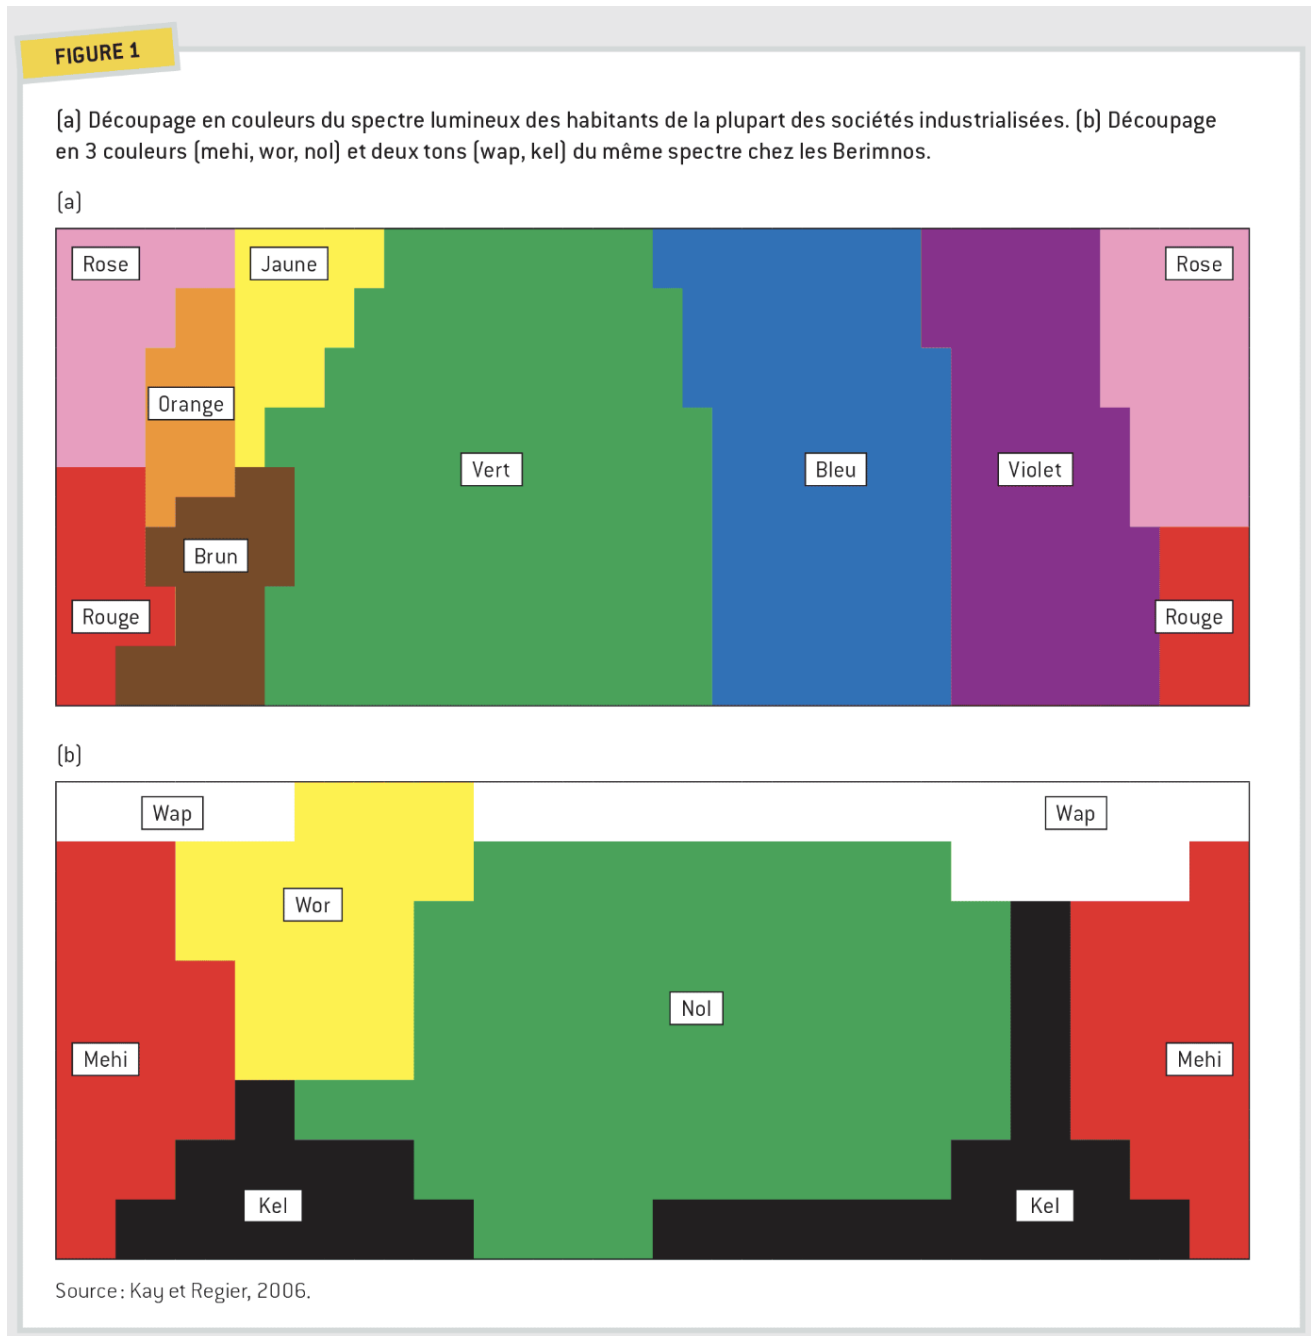 FIGURE 1
(a) Découpage en couleurs du spectre lumineux des habitants de la plupart des sociétés industrialisées. (b) Découpage
en 3 couleurs (mehi, wor, nol) et deux tons (wap, kel) du même spectre chez les Berimnos.
(a)
Rose
Jaune
Rose
Orange
Vert
Bleu
Violet
Brun
Rouge
Rouge
(b)
Wap
Wap
Wor
Nol
Mehi
Mehi
Kel
Kel
Source: Kay et Regier, 2006.